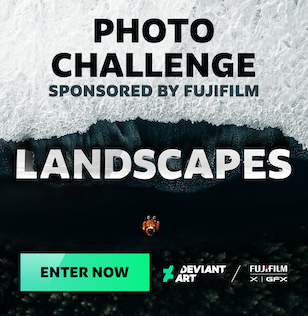 PHOTO
CHALLENGE
SPONSORED BY FUJIFILM
LANDSCAPES
ENTER NOW
DEVIANT
ART
FUJIFILM
X | GFX